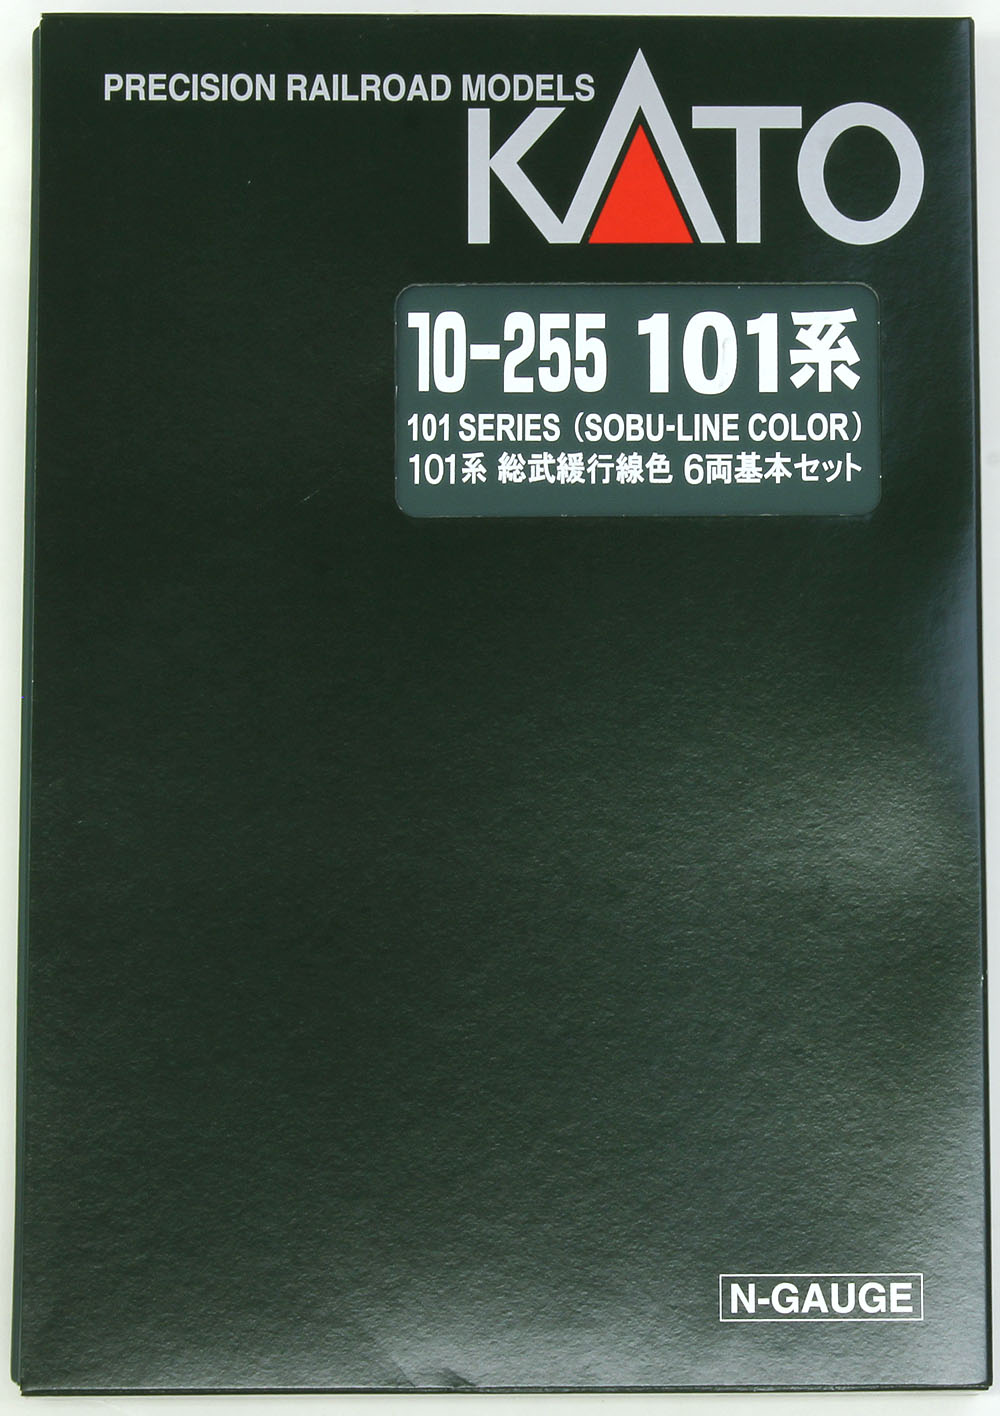 PRECISION RAILROAD MODELS
KATO
10-255 101系
101 SERIES (SOBU-LINE COLOR)
101系 総武緩行線色 6両基本セット
N-GAUGE